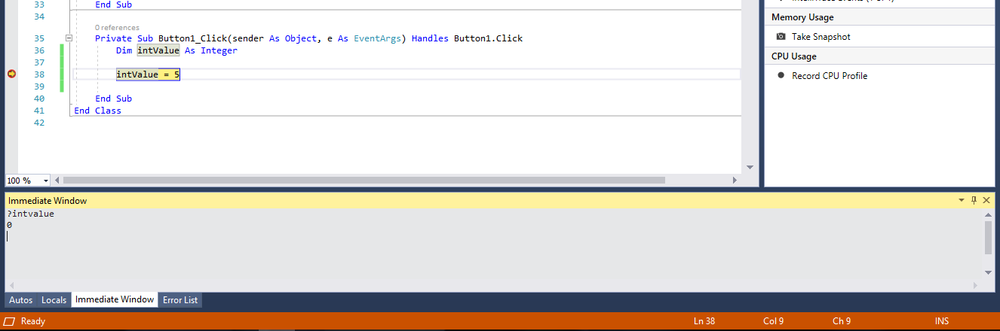 33 End Sub
34
0 references
35 Private Sub Button1_Click(sender As Object, e As EventArgs) Handles Button1.Click
36 Dim intValue As Integer
37
38 intValue = 5
39
40 End Sub
41 End Class
42
100 %
Memory Usage
Take Snapshot
CPU Usage
Record CPU Profile
Immediate Window
?intvalue
0
Autos Locals Immediate Window Error List
Ready Ln 38 Col 9 Ch 9 INS